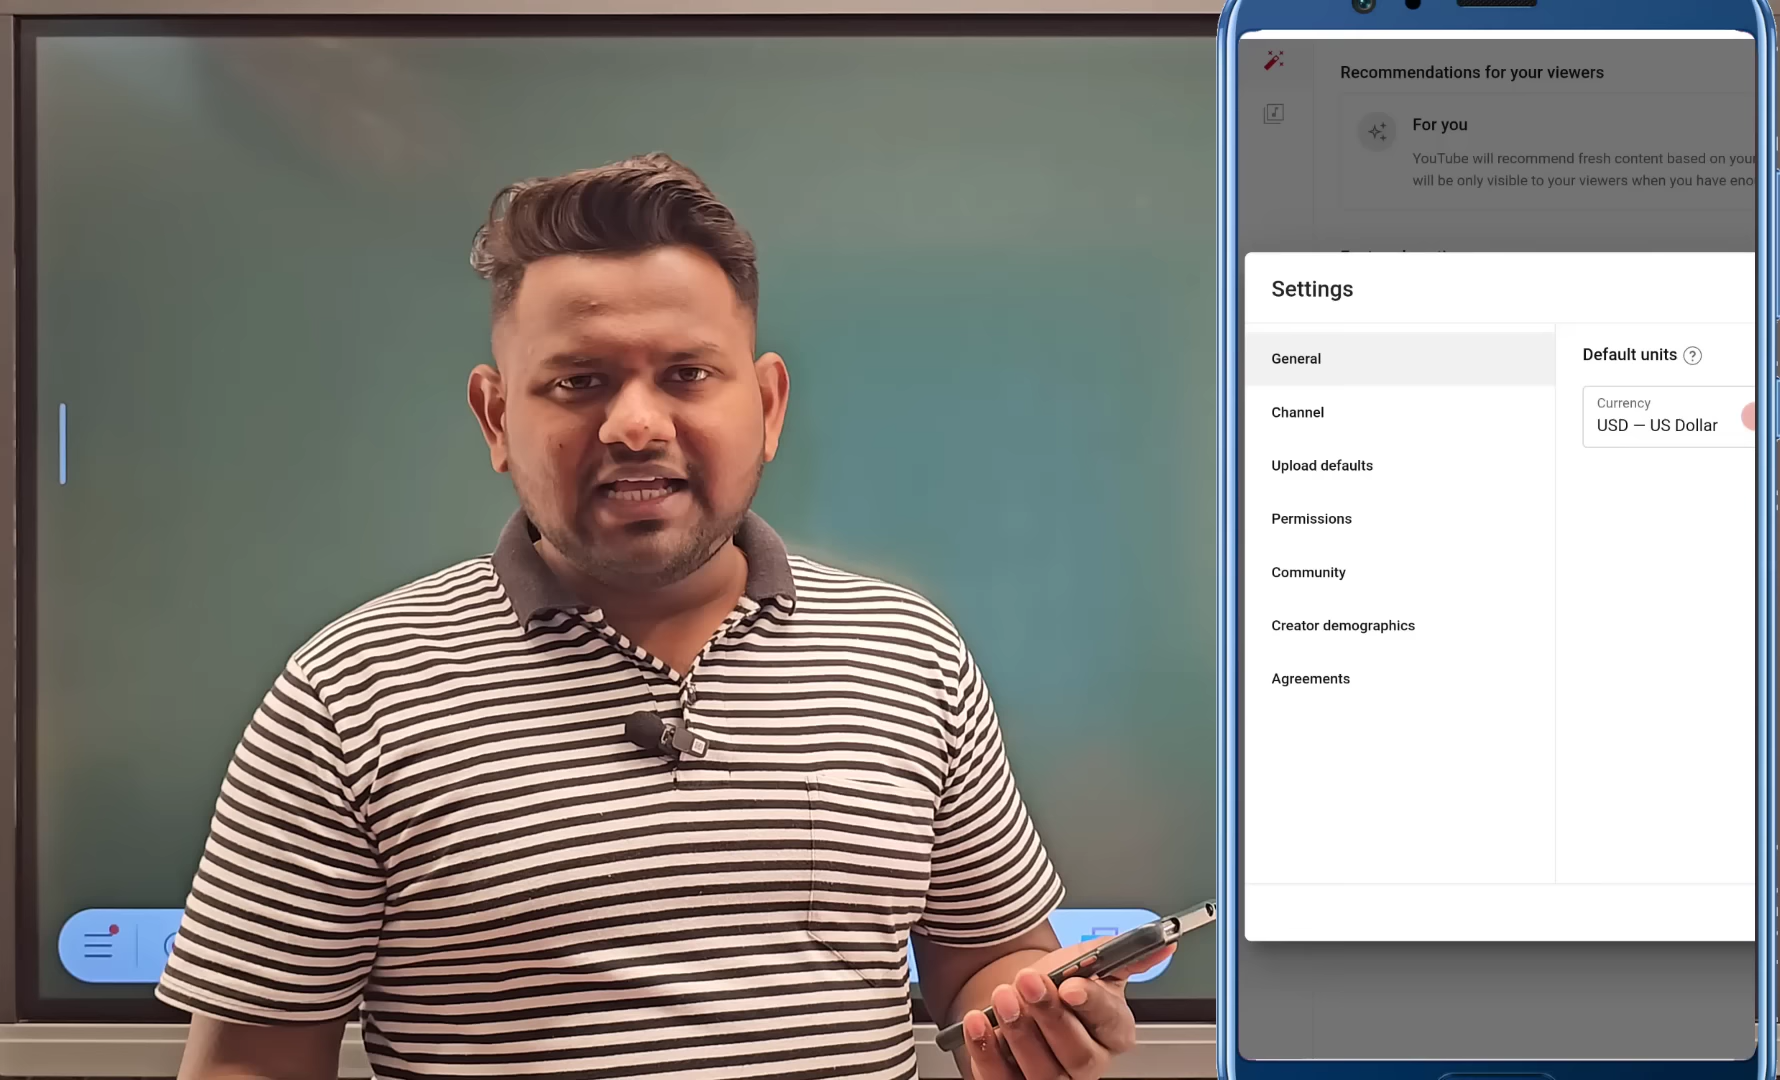 Recommendations for your viewers
For you
YouTube will recommend fresh content based on your
will be only visible to your viewers when you have eno
Settings
General
Channel
Upload defaults
Permissions
Community
Creator demographics
Agreements
Default units
Currency
USD — US Dollar